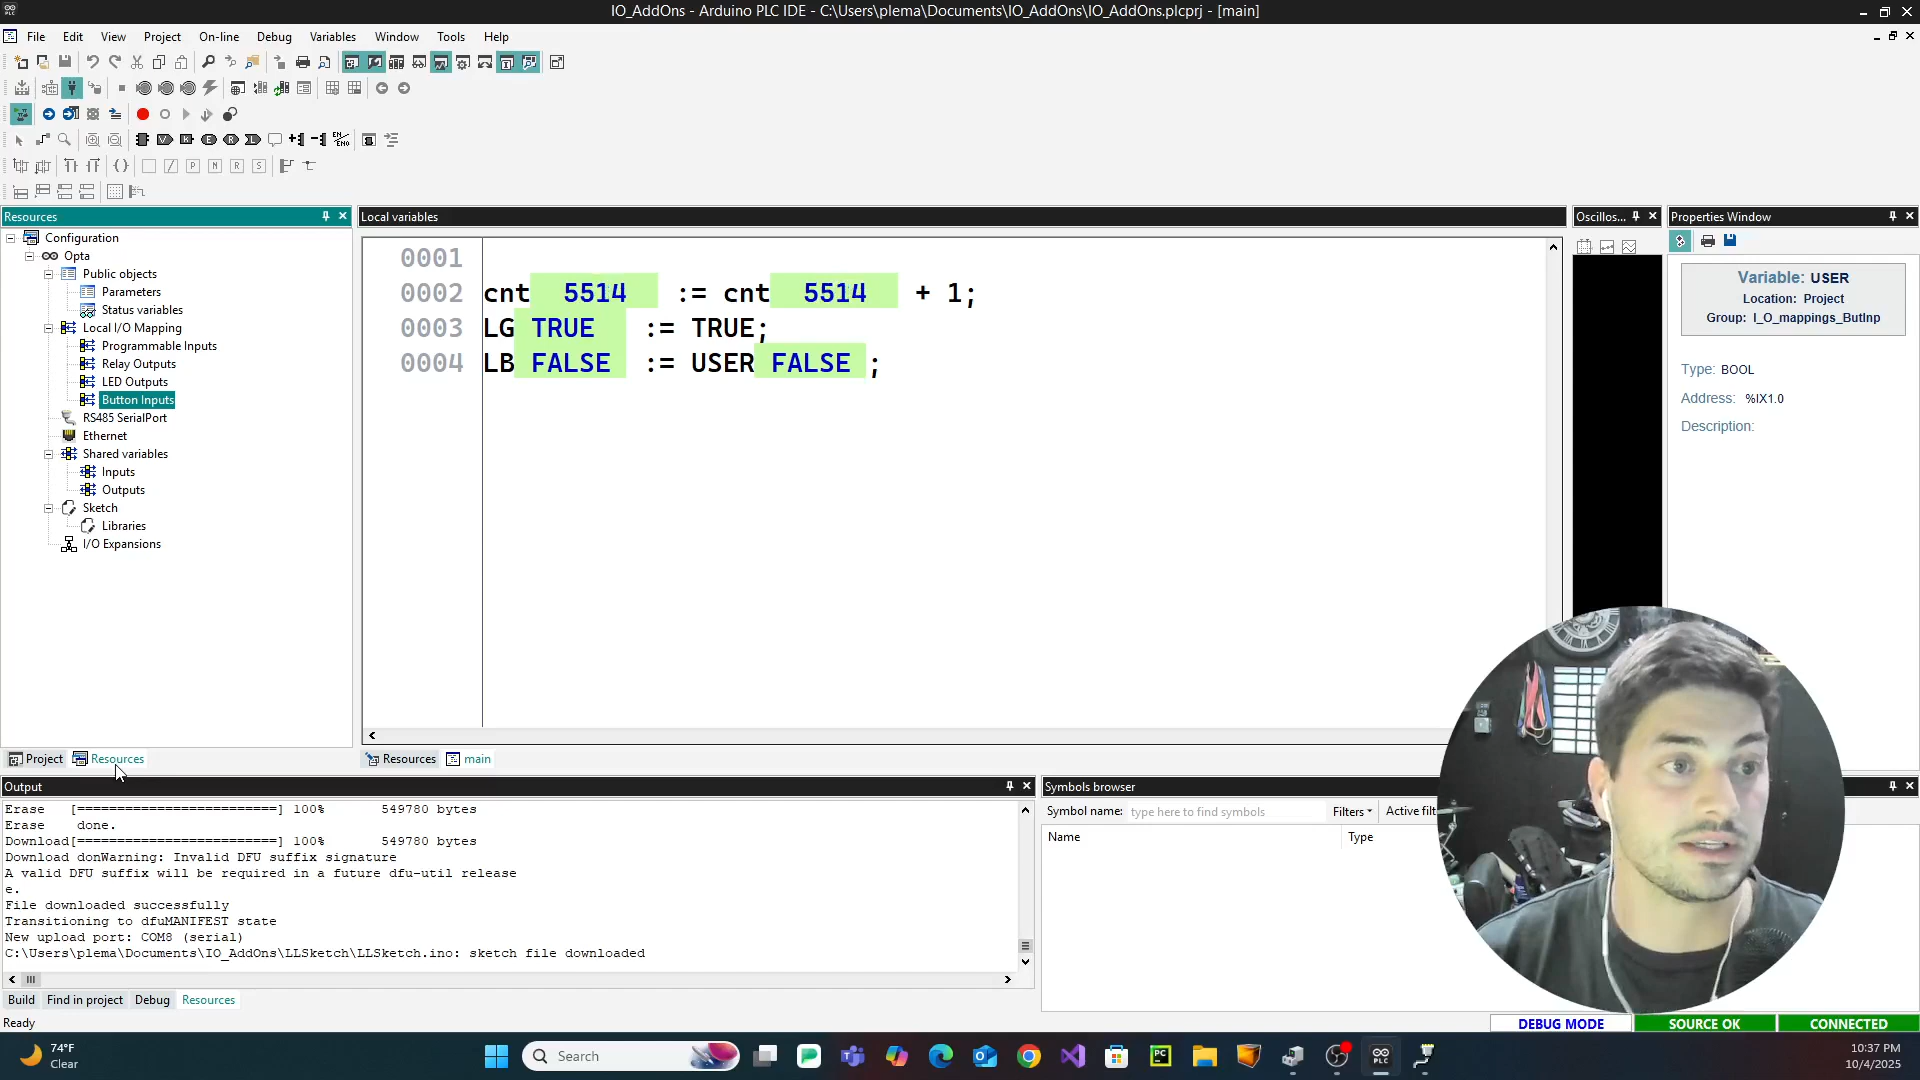 IO_AddOns - Arduino PLC IDE - C:\Users\plema\Documents\IO_AddOns\IO_AddOns.plcprj - [main]
File Edit View Project On-line Debug Variables Window Tools Help
Resources
Configuration
Opta
Public objects
Parameters
Status variables
Local I/O Mapping
Programmable Inputs
Relay Outputs
LED Outputs
Button Inputs
RS485 SerialPort
Ethernet
Shared variables
Inputs
Outputs
Sketch
Libraries
I/O Expansions
Project Resources
Local variables
0001
0002 cnt 5514 := cnt 5514 + 1;
0003 LG TRUE := TRUE;
0004 LB FALSE := USER FALSE ;
Resources main
Oscillos...
Properties Window
Variable: USER
Location: Project
Group: I_O_mappings_ButInp
Type: BOOL
Address: %IX1.0
Description:
Output
Erase [=========================] 100% 549780 bytes
Erase done.
Download[=========================] 100% 549780 bytes
Download donWarning: Invalid DFU suffix signature
A valid DFU suffix will be required in a future dfu-util release
e.
File downloaded successfully
Transitioning to dfuMANIFEST state
New upload port: COM8 (serial)
C:\Users\plema\Documents\IO_AddOns\LLSketch\LLSketch.ino: sketch file downloaded
Build Find in project Debug Resources
Symbols browser
Symbol name: type here to find symbols Filters Active filt
Name Type
Ready
DEBUG MODE SOURCE OK CONNECTED
74°F
Clear
Search
10:37 PM
10/4/2025